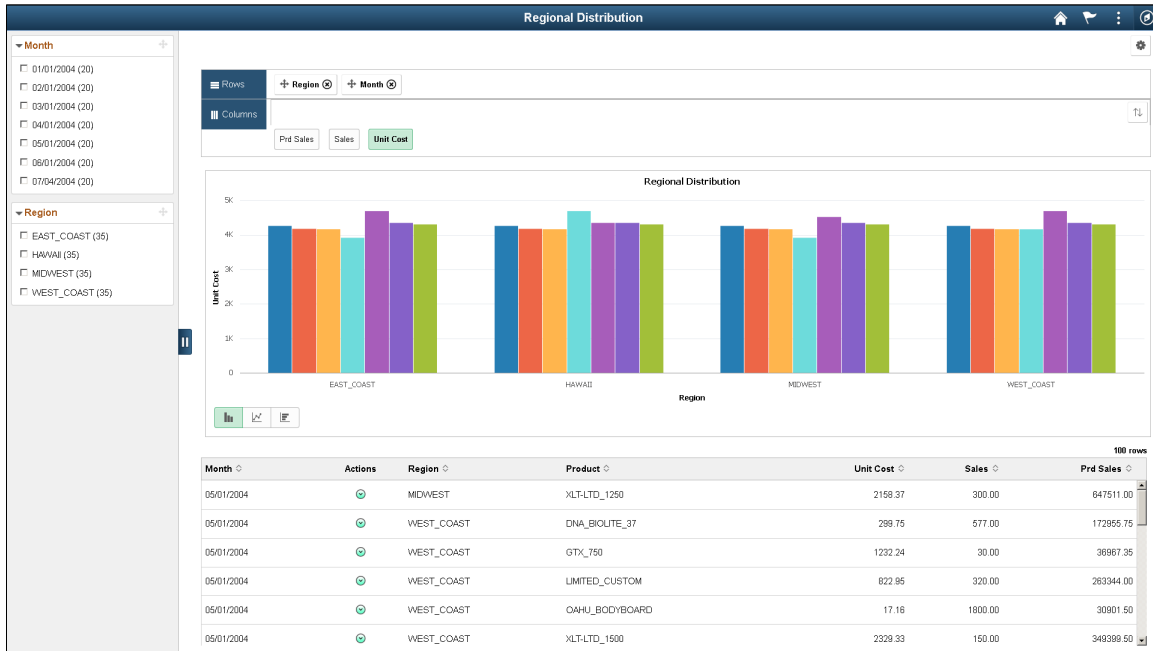 Regional Distribution
Month
01/01/2004 (20)
02/01/2004 (20)
03/01/2004 (20)
04/01/2004 (20)
05/01/2004 (20)
06/01/2004 (20)
07/04/2004 (20)
Region
EAST_COAST (35)
HAWAII (35)
MIDWEST (35)
WEST_COAST (35)
Rows Region Month
Columns
Prd Sales Sales Unit Cost
Regional Distribution
5K
4K
3K
2K
1K
0
Unit Cost
EAST_COAST HAWAII MIDWEST WEST_COAST
Region
100 rows
Month Actions Region Product Unit Cost Sales Prd Sales
05/01/2004 MIDWEST XLT-LTD_1250 2158.37 300.00 647511.00
05/01/2004 WEST_COAST DNA_BIOLITE_37 299.75 577.00 172955.75
05/01/2004 WEST_COAST GTX_750 1232.24 30.00 36967.35
05/01/2004 WEST_COAST LIMITED_CUSTOM 822.95 320.00 263344.00
05/01/2004 WEST_COAST OAHU_BODYBOARD 17.16 1800.00 30901.50
05/01/2004 WEST_COAST XLT-LTD_1500 2329.33 150.00 349399.50